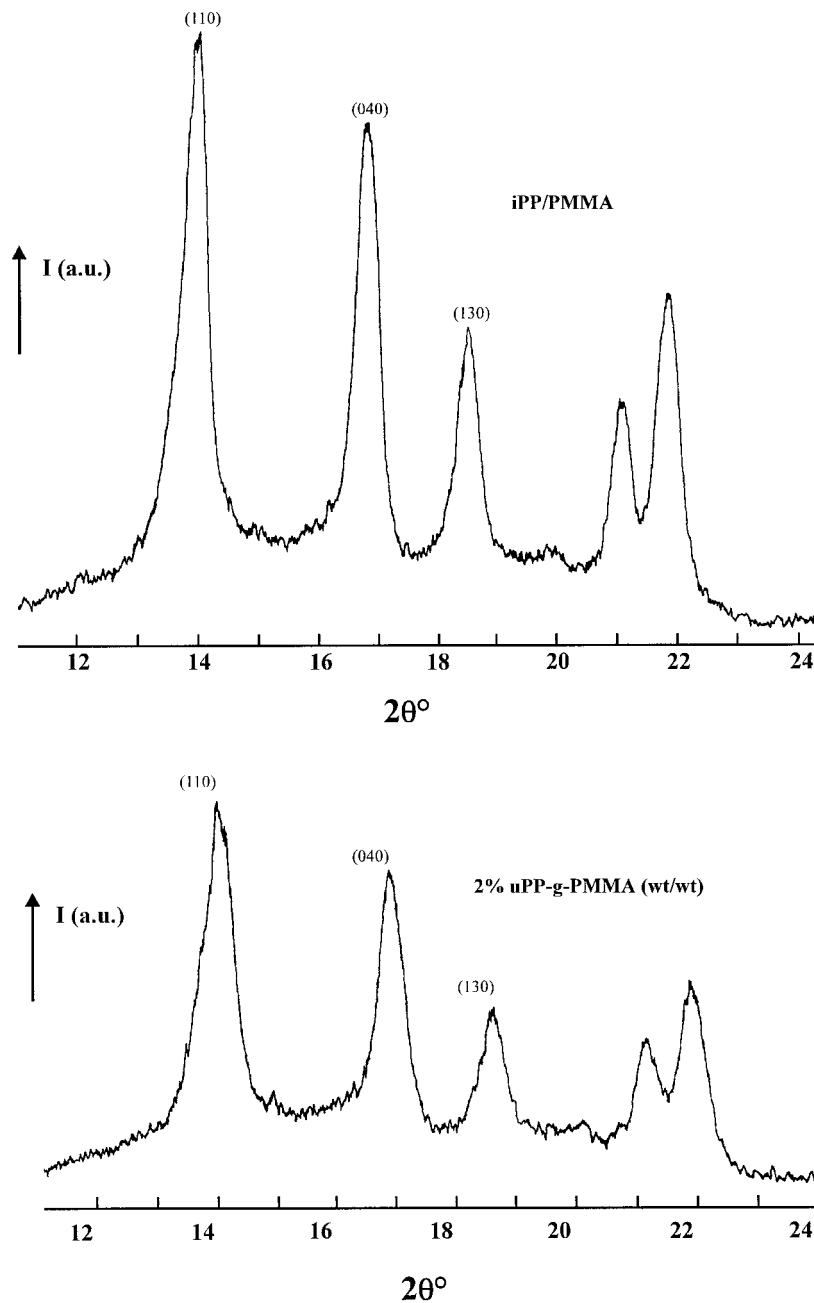 (110)
(040)
iPP/PMMA
I (a.u.)
(130)
12 14 16 18 20 22 24
2θ°
(110)
(040)
2% uPP-g-PMMA (wt/wt)
I (a.u.)
(130)
12 14 16 18 20 22 24
2θ°